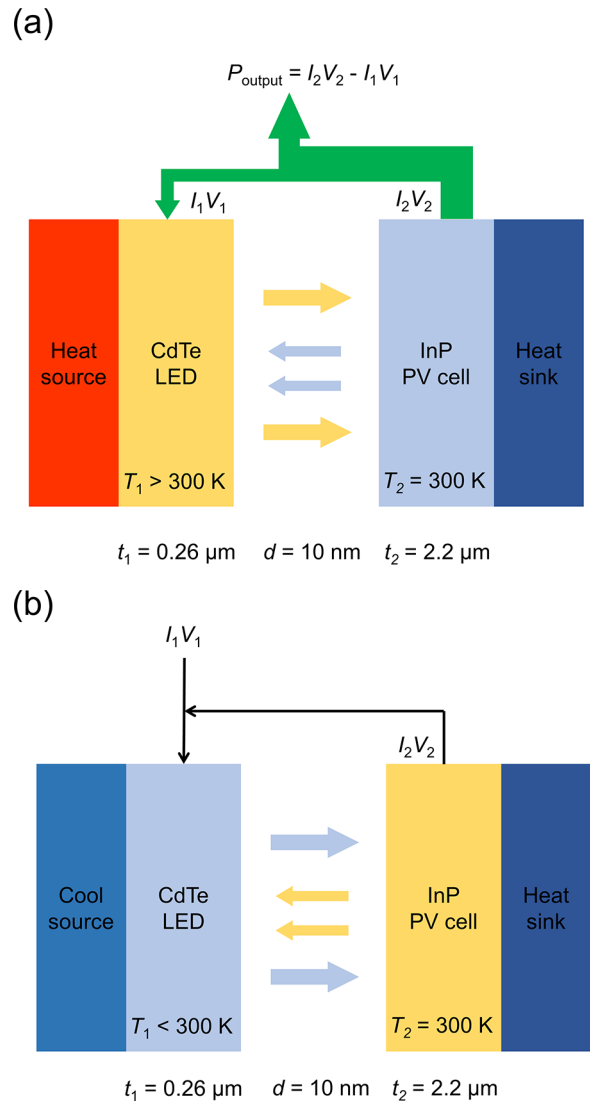 (a)
P_output = I₂V₂ - I₁V₁
I₁V₁
I₂V₂
Heat
source
CdTe
LED
T₁ > 300 K
InP
PV cell
T₂ = 300 K
Heat
sink
t₁ = 0.26 μm d = 10 nm t₂ = 2.2 μm
(b)
I₁V₁
I₂V₂
Cool
source
CdTe
LED
T₁ < 300 K
InP
PV cell
T₂ = 300 K
Heat
sink
t₁ = 0.26 μm d = 10 nm t₂ = 2.2 μm